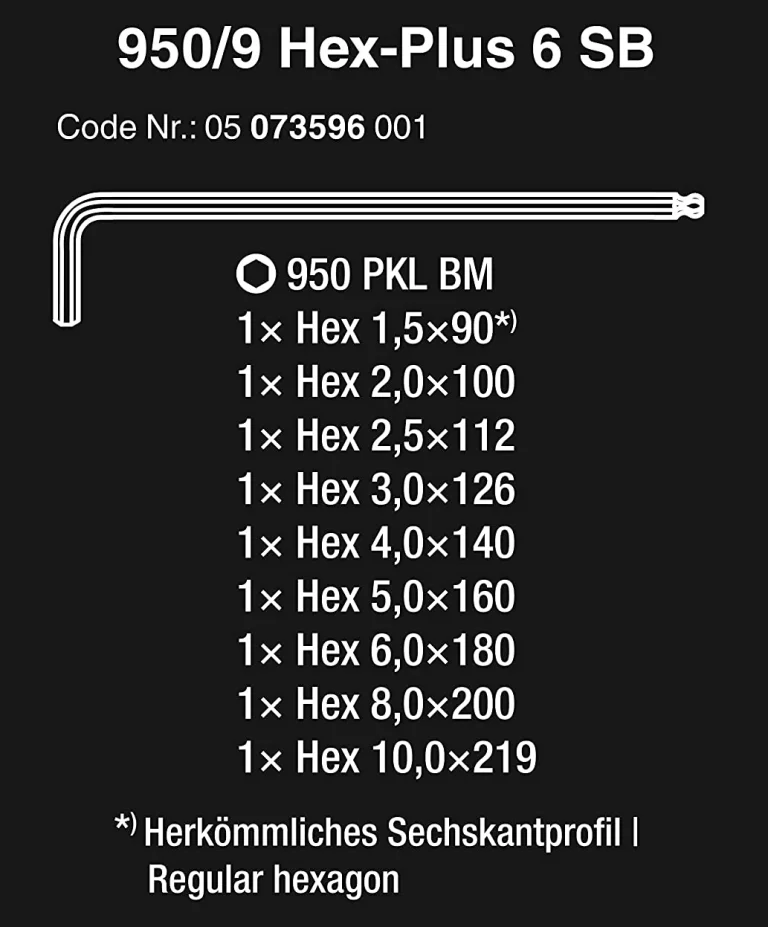 950/9 Hex-Plus 6 SB
Code Nr.: 05 073596 001
950 PKL BM
1× Hex 1,5×90*)
1× Hex 2,0×100
1× Hex 2,5×112
1× Hex 3,0×126
1× Hex 4,0×140
1× Hex 5,0×160
1× Hex 6,0×180
1× Hex 8,0×200
1× Hex 10,0×219
*) Herkömmliches Sechskantprofil |
Regular hexagon